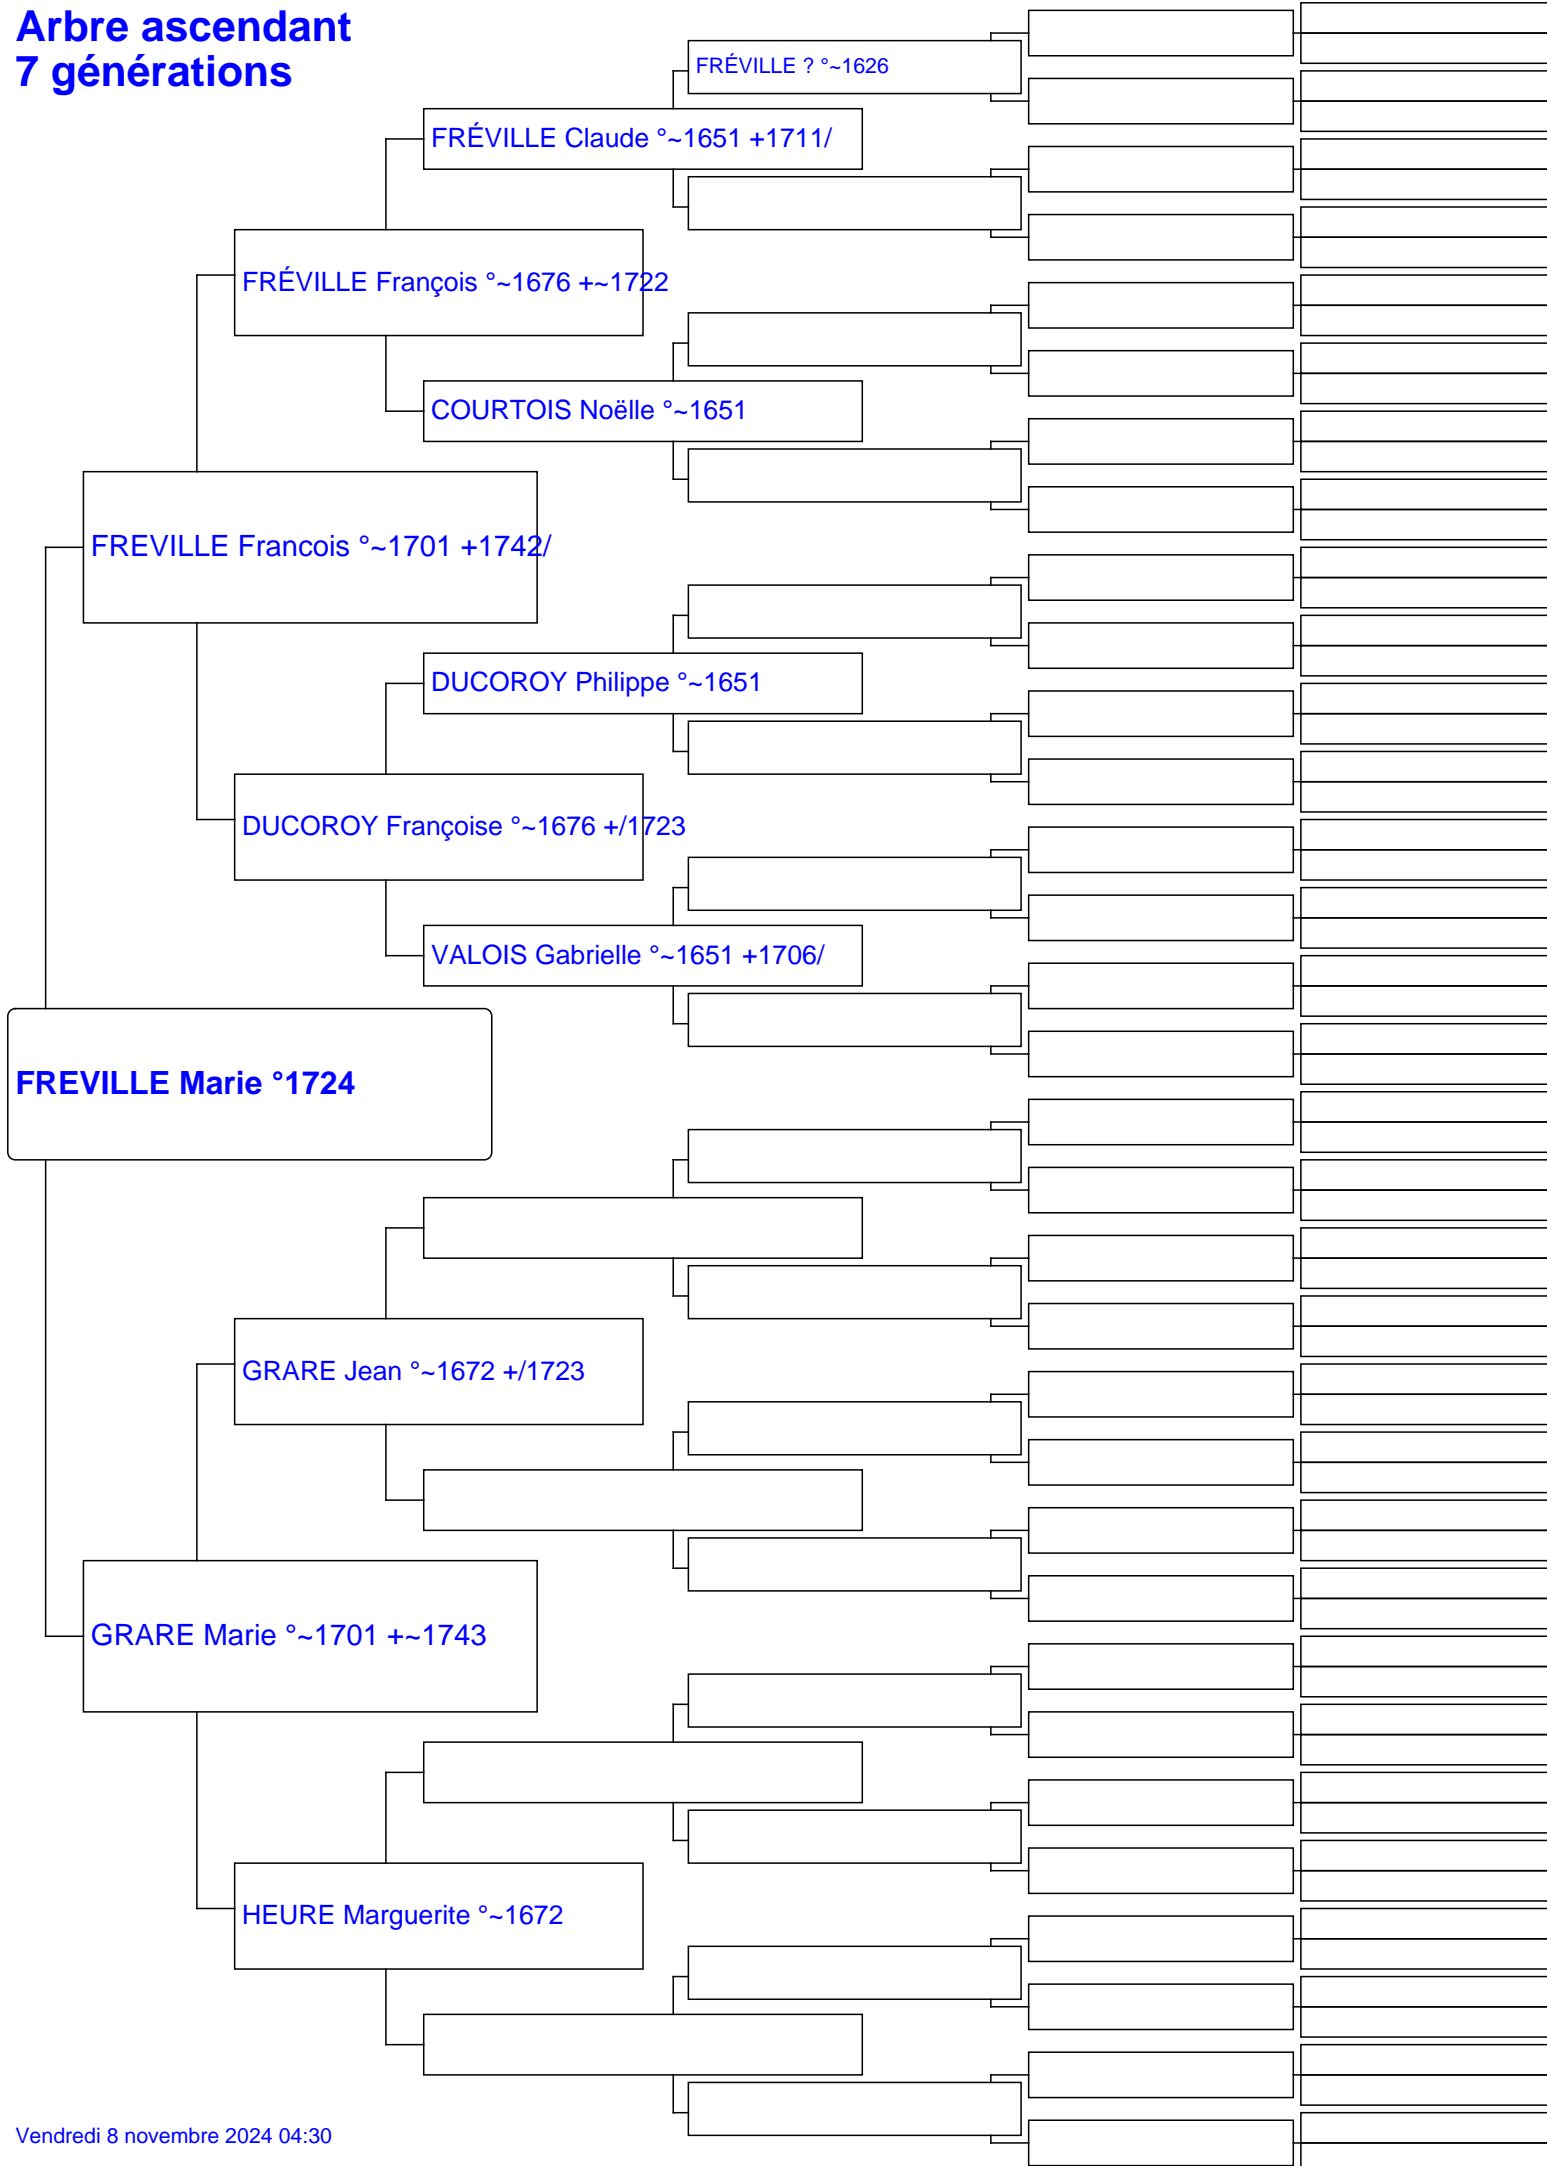 Arbre ascendant
7 générations
FRÉVILLE ? °~1626
FRÉVILLE Claude °~1651 +1711/
FRÉVILLE François °~1676 +~1722
COURTOIS Noëlle °~1651
FREVILLE Francois °~1701 +1742/
DUCOROY Philippe °~1651
DUCOROY Françoise °~1676 +/1723
VALOIS Gabrielle °~1651 +1706/
FREVILLE Marie °1724
GRARE Jean °~1672 +/1723
GRARE Marie °~1701 +~1743
HEURE Marguerite °~1672
Vendredi 8 novembre 2024 04:30